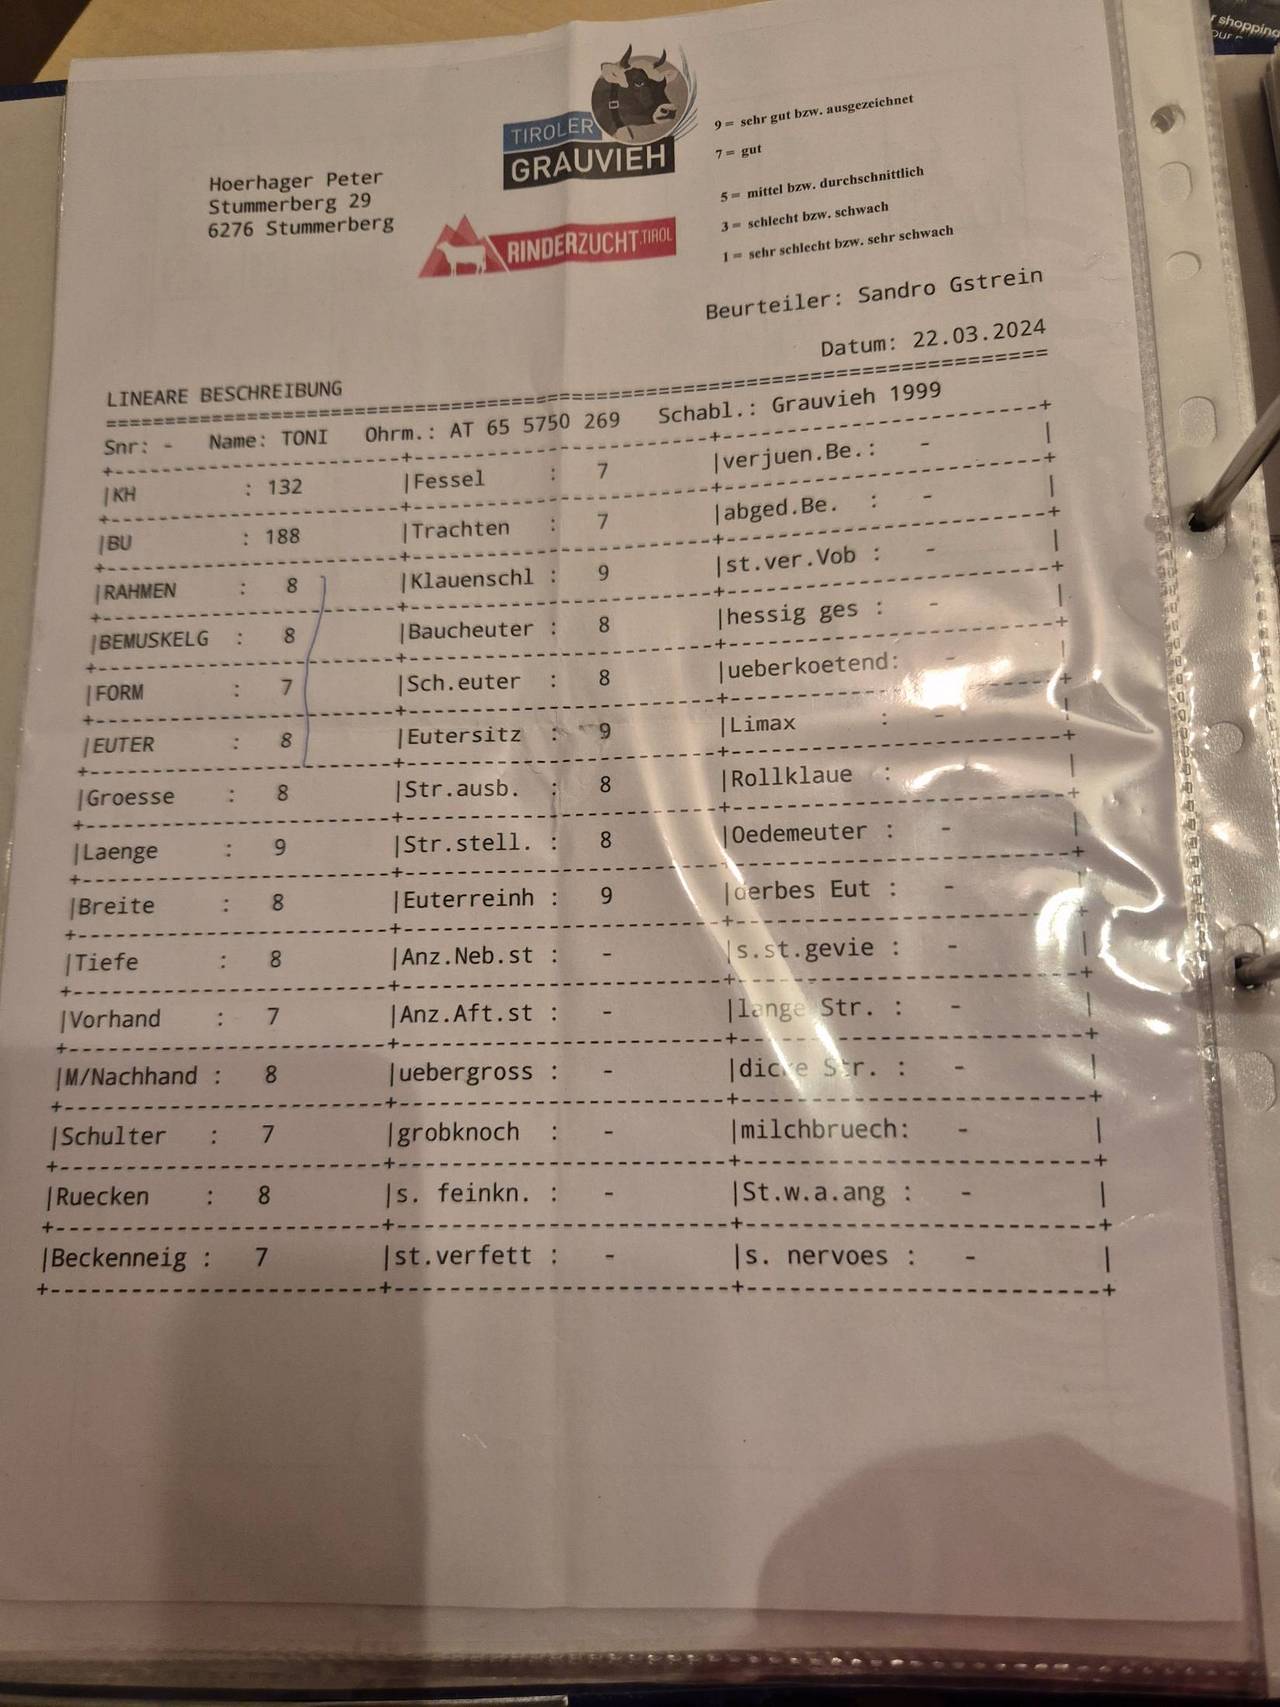 r shopping
Hoerhager Peter
Stummerberg 29
6276 Stummerberg
TIROLER
GRAUVIEH
RINDERZUCHT.TIROL
9 = sehr gut bzw. ausgezeichnet
7 = gut
5 = mittel bzw. durchschnittlich
3 = schlecht bzw. schwach
1 = sehr schlecht bzw. sehr schwach
Beurteiler: Sandro Gstrein
Datum: 22.03.2024
LINEARE BESCHREIBUNG
Snr: - Name: TONI Ohrm.: AT 65 5750 269 Schabl.: Grauvieh 1999
|KH : 132 |Fessel : 7 |verjuen.Be.: - |
|BU : 188 |Trachten : 7 |abged.Be. : - |
|RAHMEN : 8 |Klauenschl : 9 |st.ver.Vob : - |
|BEMUSKELG : 8 |Baucheuter : 8 |hessig ges : - |
|FORM : 7 |Sch.euter : 8 |ueberkoetend: - |
|EUTER : 8 |Eutersitz : 9 |Limax : - |
|Groesse : 8 |Str.ausb. : 8 |Rollklaue : |
|Laenge : 9 |Str.stell. : 8 |Oedemeuter : - |
|Breite : 8 |Euterreinh : 9 |derbes Eut : - |
|Tiefe : 8 |Anz.Neb.st : - |s.st.gevie : - |
|Vorhand : 7 |Anz.Aft.st : - |lange Str. : - |
|M/Nachhand : 8 |uebergross : - |dicke Str. : - |
|Schulter : 7 |grobknoch : - |milchbruech: - |
|Ruecken : 8 |s. feinkn. : - |St.w.a.ang : - |
|Beckenneig : 7 |st.verfett : - |s. nervoes : - |